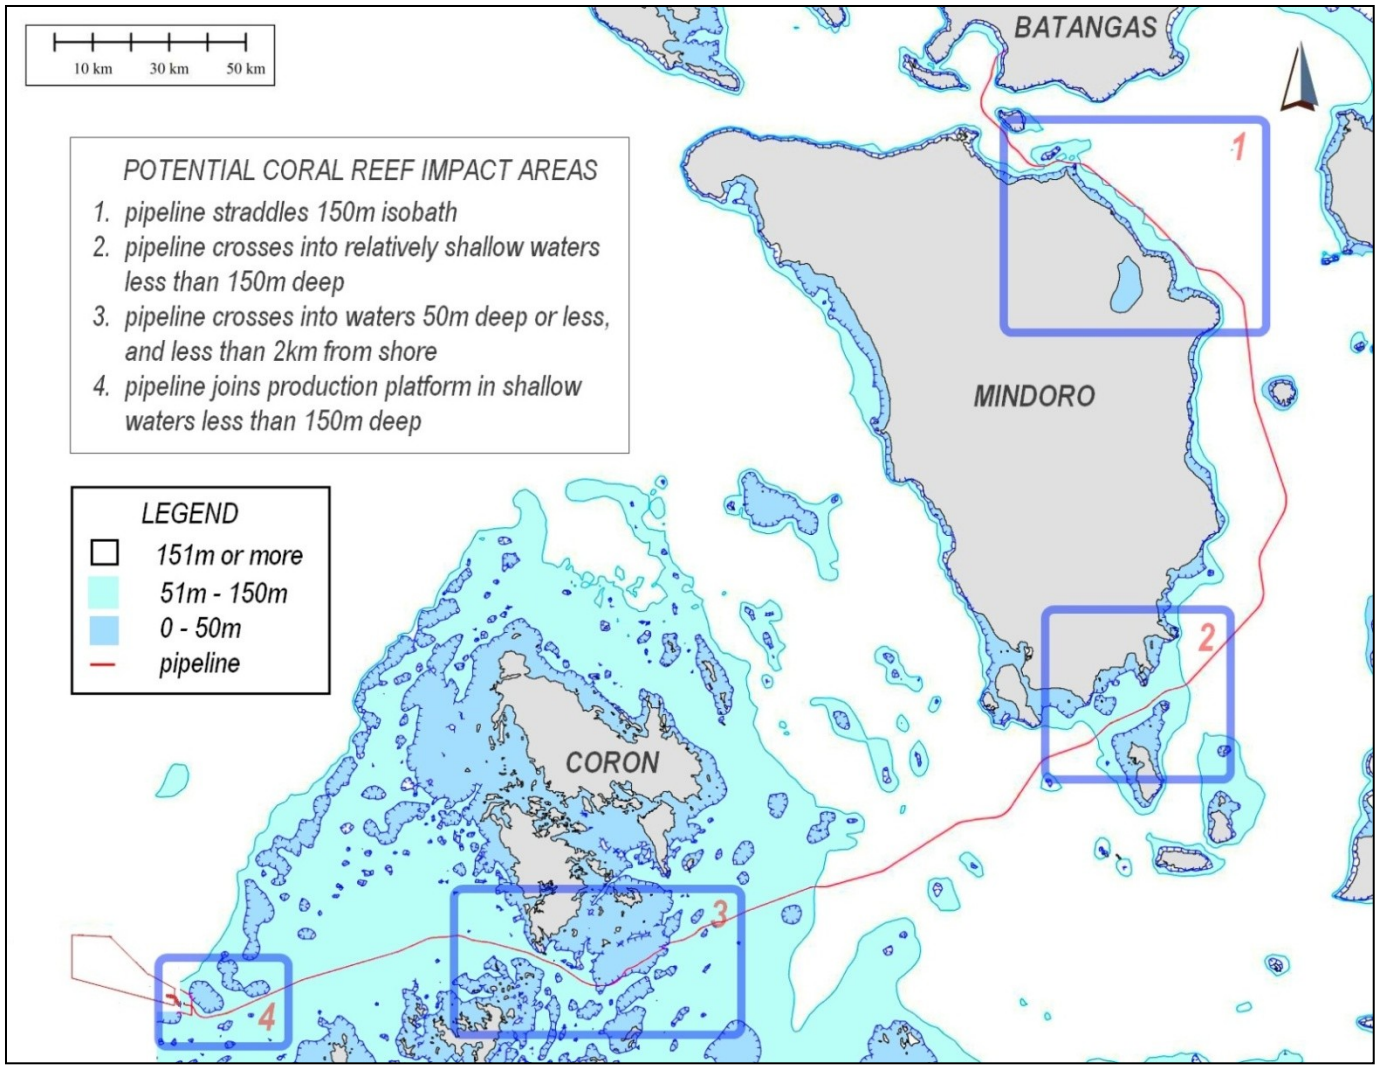 BATANGAS
10 km 30 km 50 km
1
POTENTIAL CORAL REEF IMPACT AREAS
1. pipeline straddles 150m isobath
2. pipeline crosses into relatively shallow waters
less than 150m deep
3. pipeline crosses into waters 50m deep or less,
and less than 2km from shore
4. pipeline joins production platform in shallow
waters less than 150m deep
MINDORO
LEGEND
151m or more
51m - 150m
0 - 50m
pipeline
2
CORON
3
4